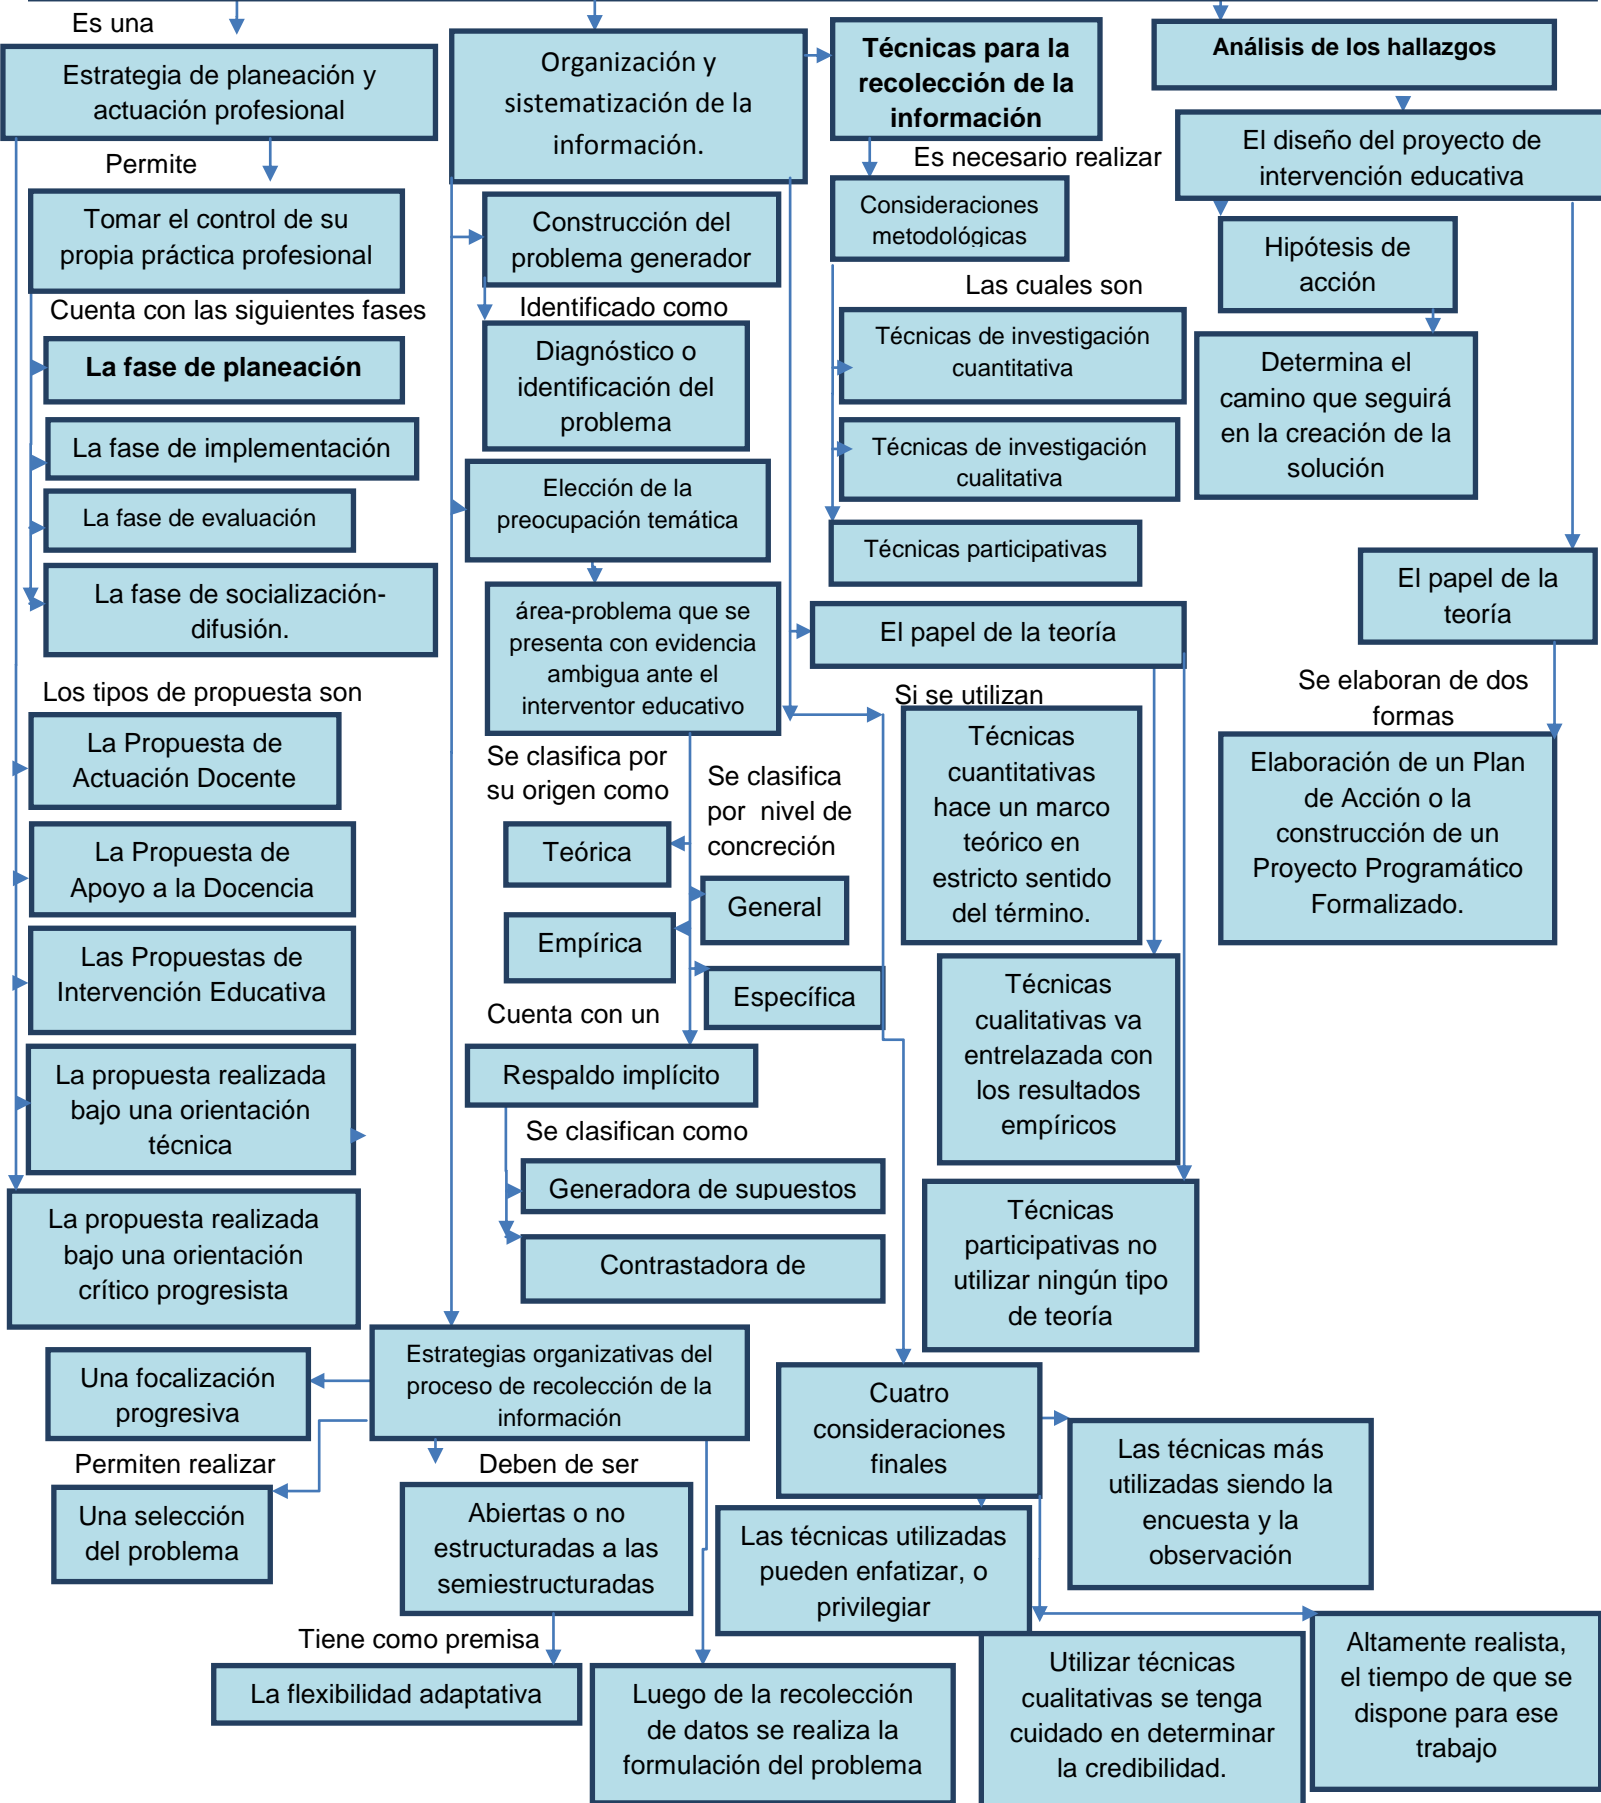 Es una
Estrategia de planeación y
actuación profesional
Permite
Tomar el control de su
propia práctica profesional
Cuenta con las siguientes fases
La fase de planeación
La fase de implementación
La fase de evaluación
La fase de socialización-
difusión.
Los tipos de propuesta son
La Propuesta de
Actuación Docente
La Propuesta de
Apoyo a la Docencia
Las Propuestas de
Intervención Educativa
La propuesta realizada
bajo una orientación
técnica
La propuesta realizada
bajo una orientación
crítico progresista
Organización y
sistematización de la
información.
Construcción del
problema generador
Identificado como
Diagnóstico o
identificación del
problema
Elección de la
preocupación temática
área-problema que se
presenta con evidencia
ambigua ante el
interventor educativo
Se clasifica por
su origen como
Teórica
Empírica
Se clasifica
por nivel de
concreción
General
Específica
Cuenta con un
Respaldo implícito
Se clasifican como
Generadora de supuestos
Contrastadora de
Estrategias organizativas del
proceso de recolección de la
información
Una focalización
progresiva
Permiten realizar
Una selección
del problema
Deben de ser
Abiertas o no
estructuradas a las
semiestructuradas
Tiene como premisa
La flexibilidad adaptativa
Luego de la recolección
de datos se realiza la
formulación del problema
Técnicas para la
recolección de la
información
Es necesario realizar
Consideraciones
metodológicas
Las cuales son
Técnicas de investigación
cuantitativa
Técnicas de investigación
cualitativa
Técnicas participativas
El papel de la teoría
Si se utilizan
Técnicas
cuantitativas
hace un marco
teórico en
estricto sentido
del término.
Técnicas
cualitativas va
entrelazada con
los resultados
empíricos
Técnicas
participativas no
utilizar ningún tipo
de teoría
Cuatro
consideraciones
finales
Las técnicas más
utilizadas siendo la
encuesta y la
observación
Las técnicas utilizadas
pueden enfatizar, o
privilegiar
Utilizar técnicas
cualitativas se tenga
cuidado en determinar
la credibilidad.
Altamente realista,
el tiempo de que se
dispone para ese
trabajo
Análisis de los hallazgos
El diseño del proyecto de
intervención educativa
Hipótesis de
acción
Determina el
camino que seguirá
en la creación de la
solución
El papel de la
teoría
Se elaboran de dos
formas
Elaboración de un Plan
de Acción o la
construcción de un
Proyecto Programático
Formalizado.